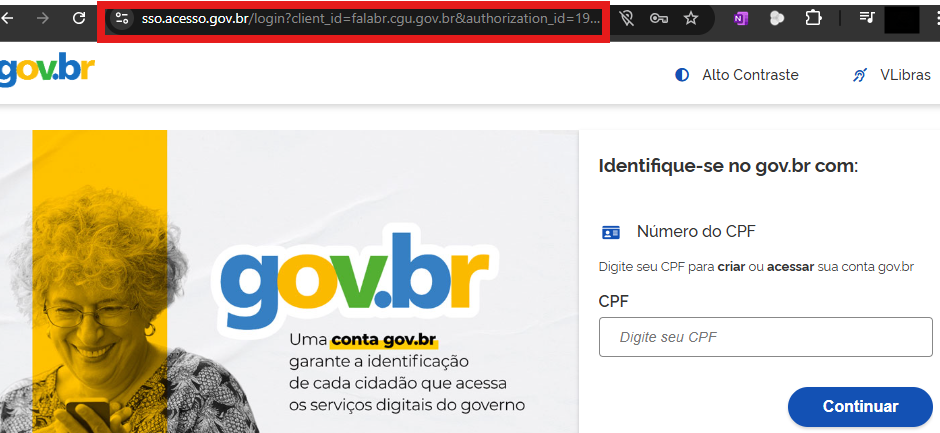 sso.acesso.gov.br/login?client_id=falabr.cgu.gov.br&authorization_id=19...
gov.br
Alto Contraste
VLibras
Identifique-se no gov.br com:
Número do CPF
Digite seu CPF para criar ou acessar sua conta gov.br
CPF
Digite seu CPF
Continuar
gov.br
Uma conta gov.br
garante a identificação
de cada cidadão que acessa
os serviços digitais do governo